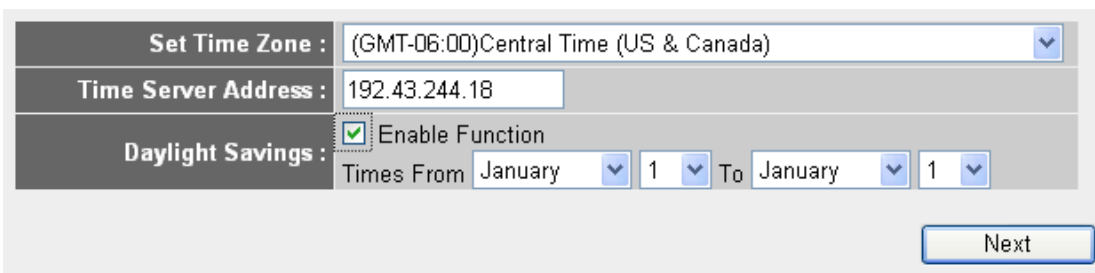 Set Time Zone : (GMT-06:00)Central Time (US & Canada)
Time Server Address : 192.43.244.18
Daylight Savings : Enable Function
Times From January 1 To January 1
Next